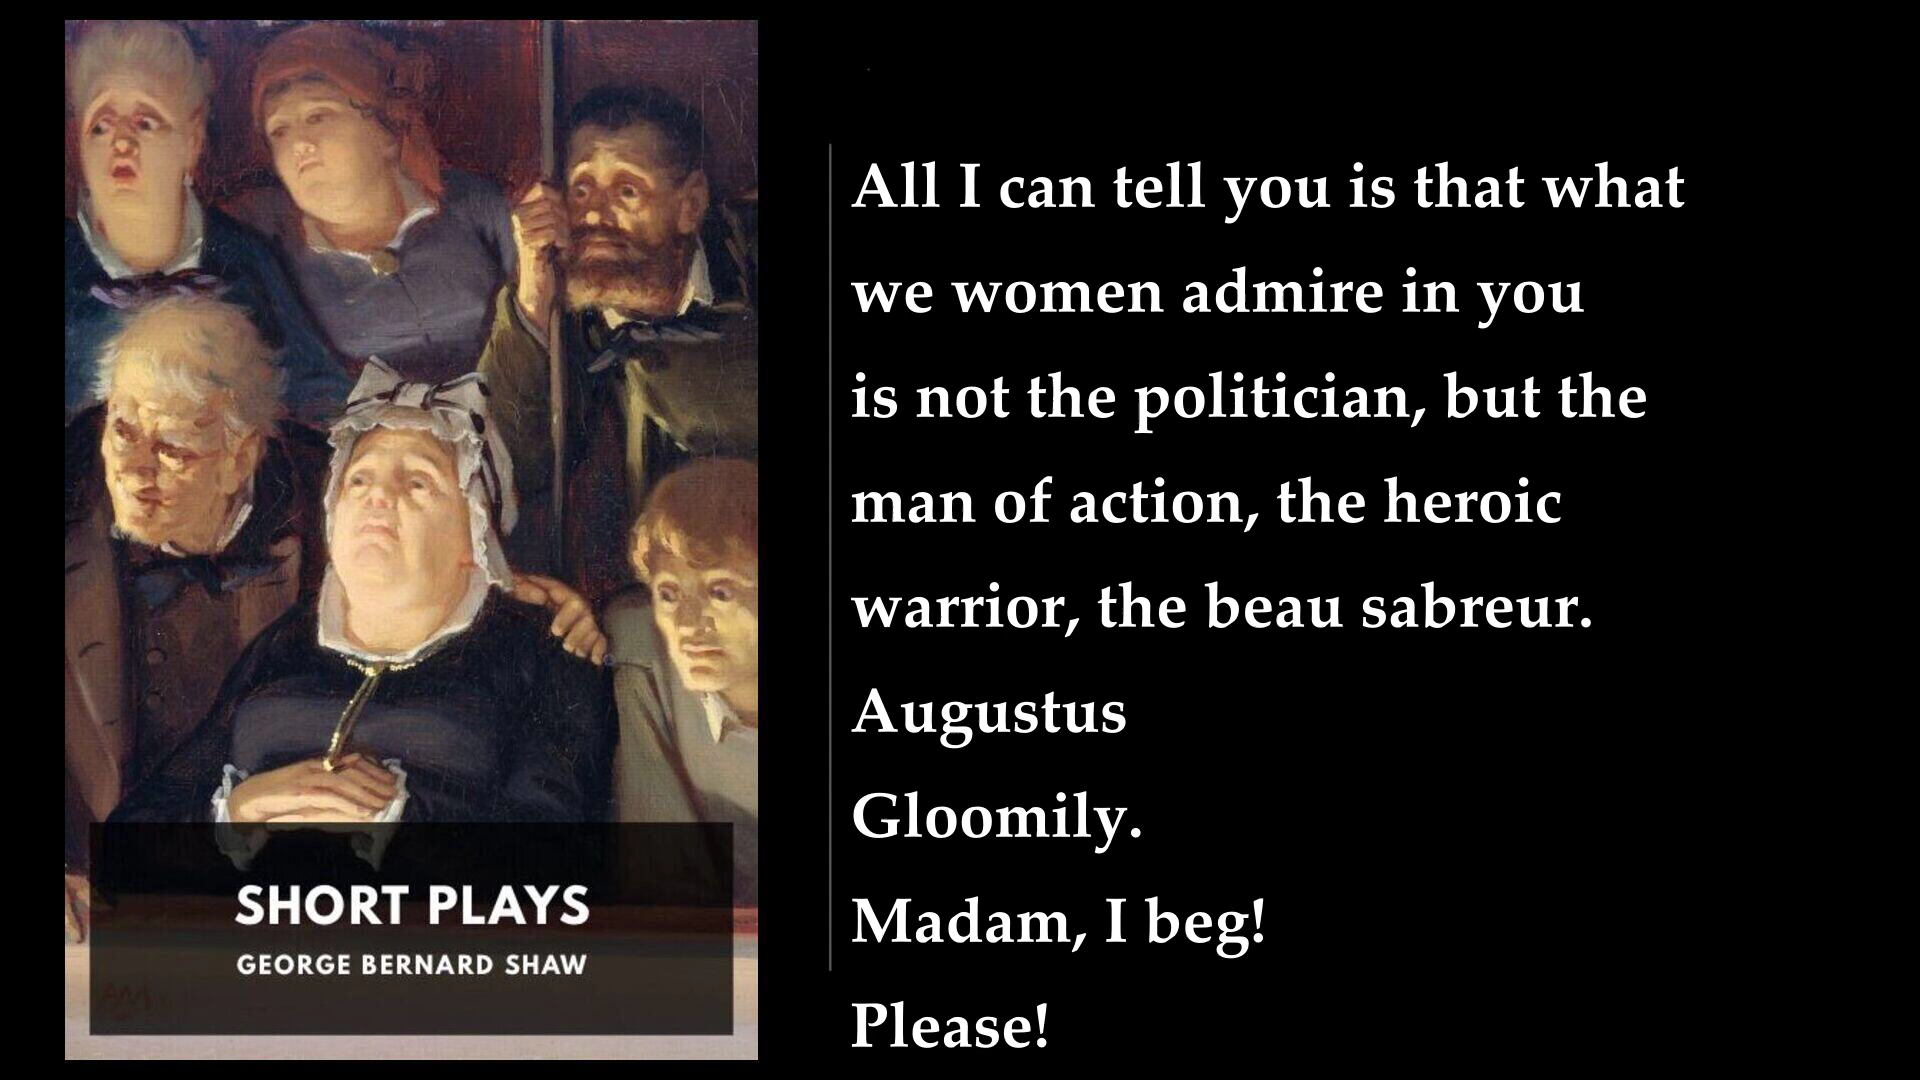 SHORT PLAYS
GEORGE BERNARD SHAW
All I can tell you is that what
we women admire in you
is not the politician, but the
man of action, the heroic
warrior, the beau sabreur.
Augustus
Gloomily.
Madam, I beg!
Please!